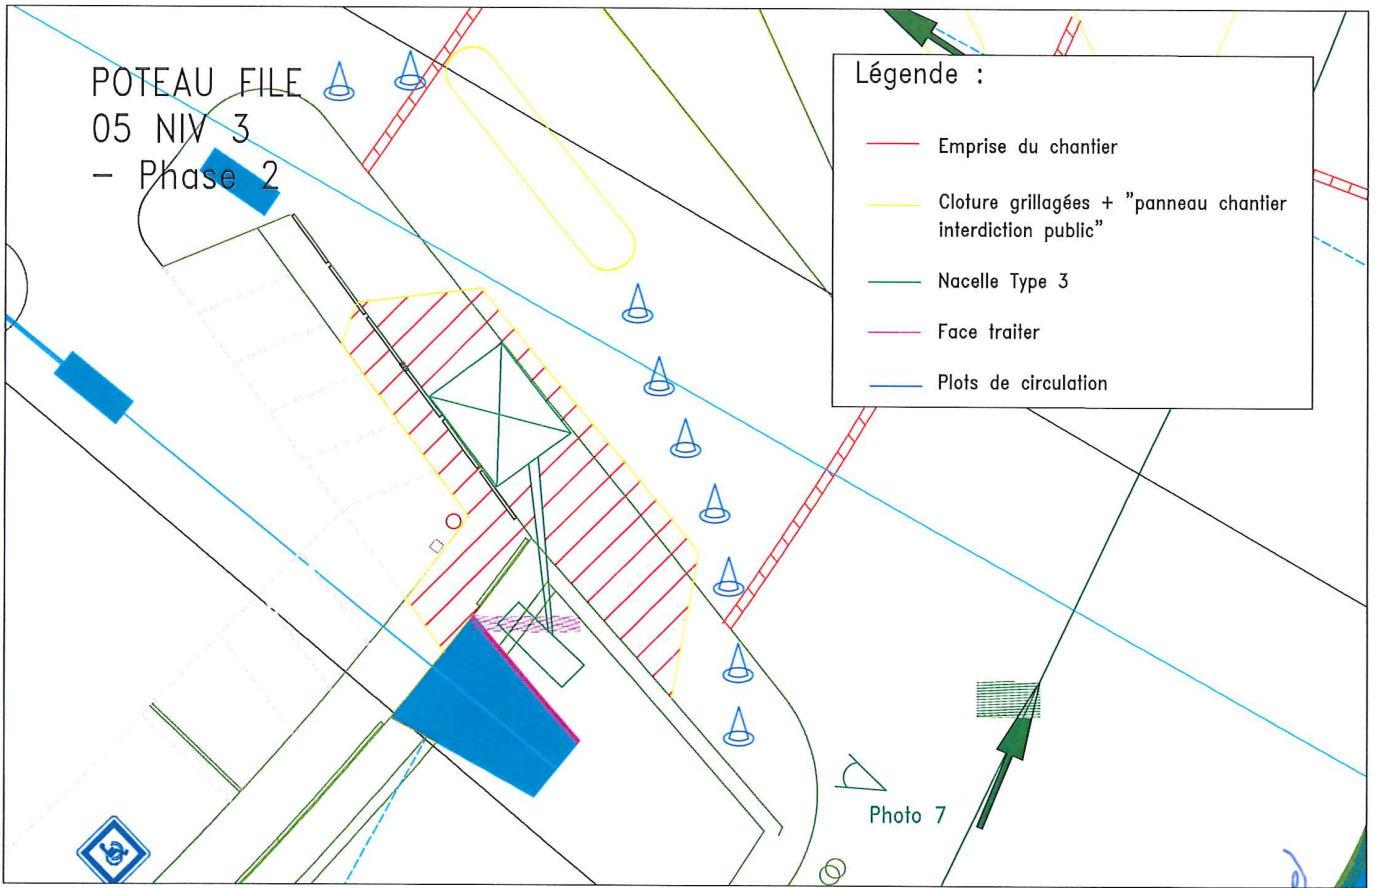 POTEAU FILE
05 NIV 3
- Phase 2
Légende :
Emprise du chantier
Cloture grillagées + "panneau chantier
interdiction public"
Nacelle Type 3
Face traiter
Plots de circulation
Photo 7